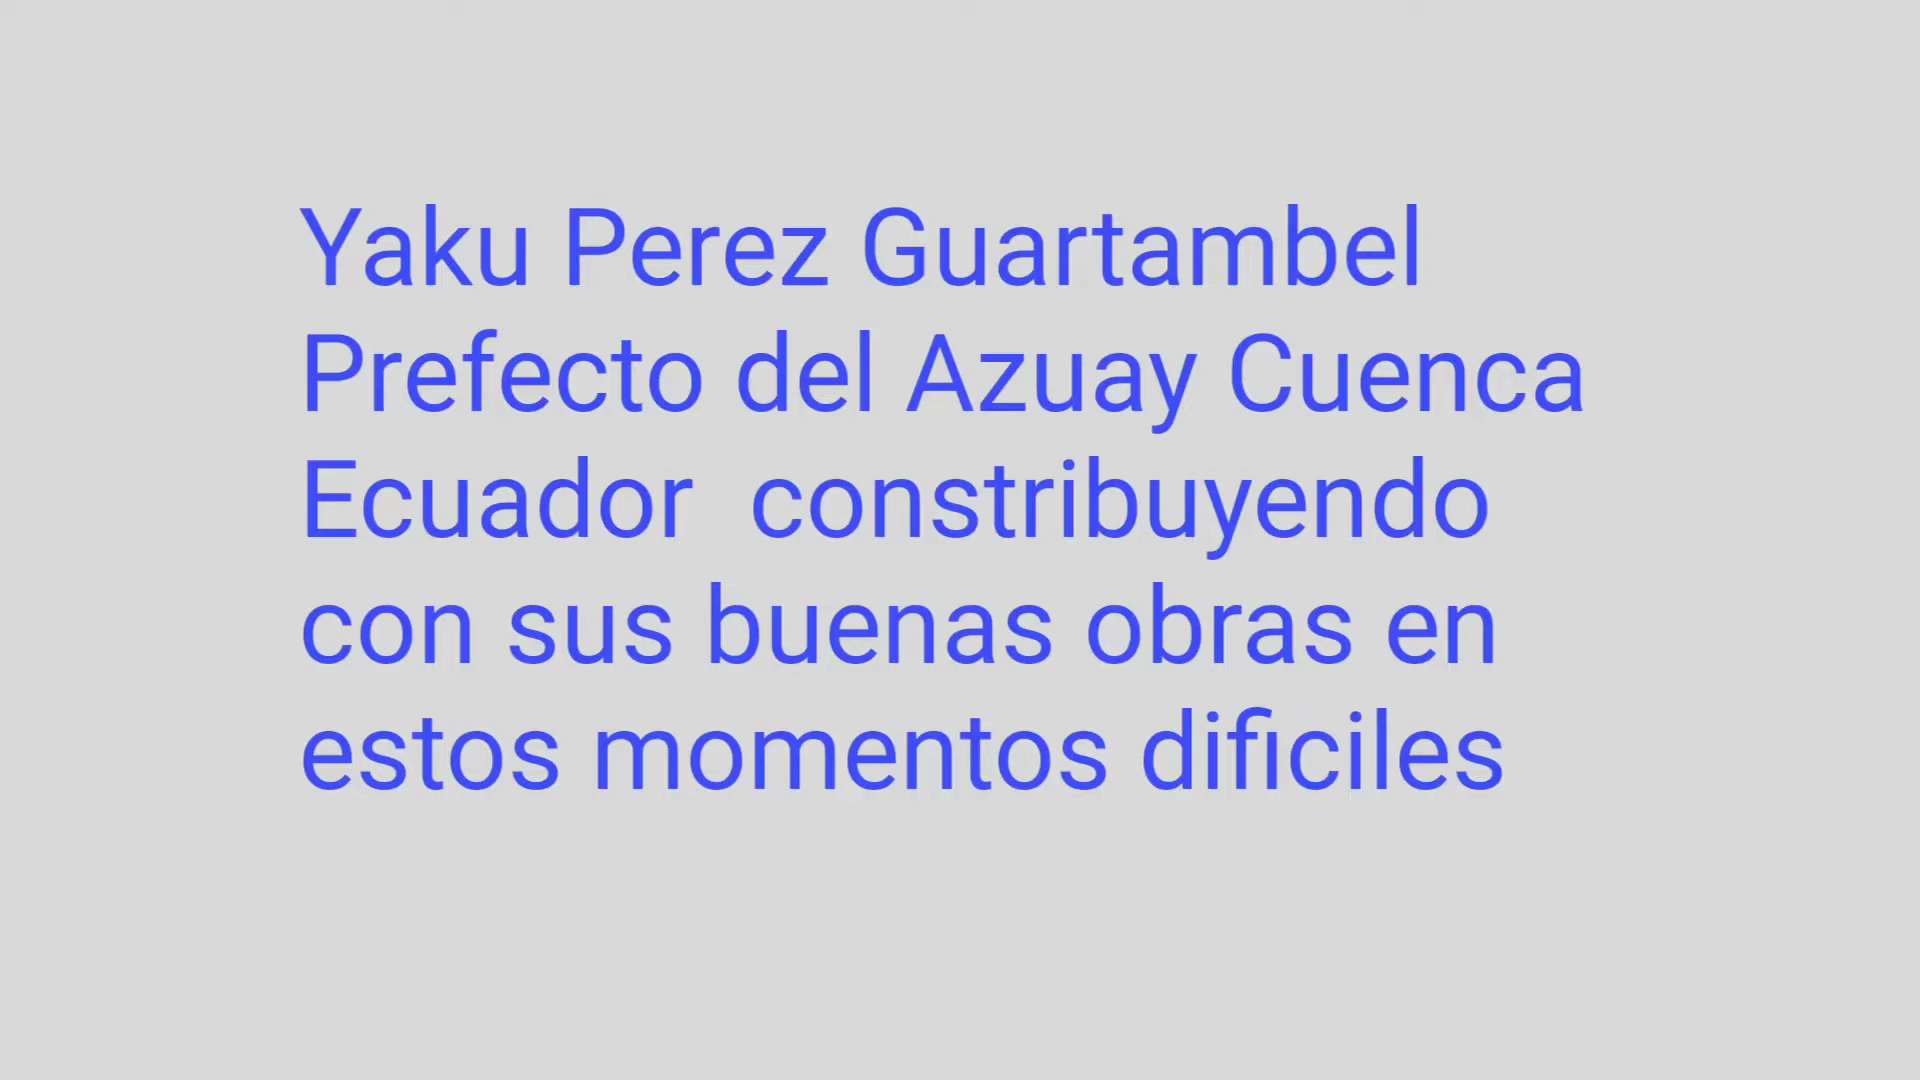 Yaku Perez Guartambel
Prefecto del Azuay Cuenca
Ecuador  constribuyendo
con sus buenas obras en
estos momentos dificiles